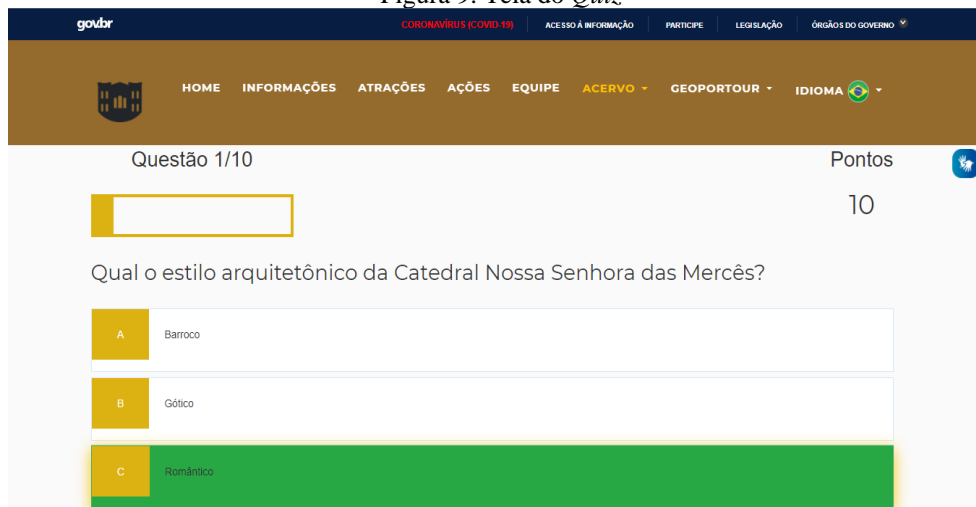 Figura 9: Tela do Quiz
gov.br CORONAVÍRUS (COVID-19) ACESSO À INFORMAÇÃO PARTICIPE LEGISLAÇÃO ÓRGÃOS DO GOVERNO
HOME INFORMAÇÕES ATRAÇÕES AÇÕES EQUIPE ACERVO GEOPORTOUR IDIOMA
Questão 1/10 Pontos
10
Qual o estilo arquitetônico da Catedral Nossa Senhora das Mercês?
A Barroco
B Gótico
C Romântico